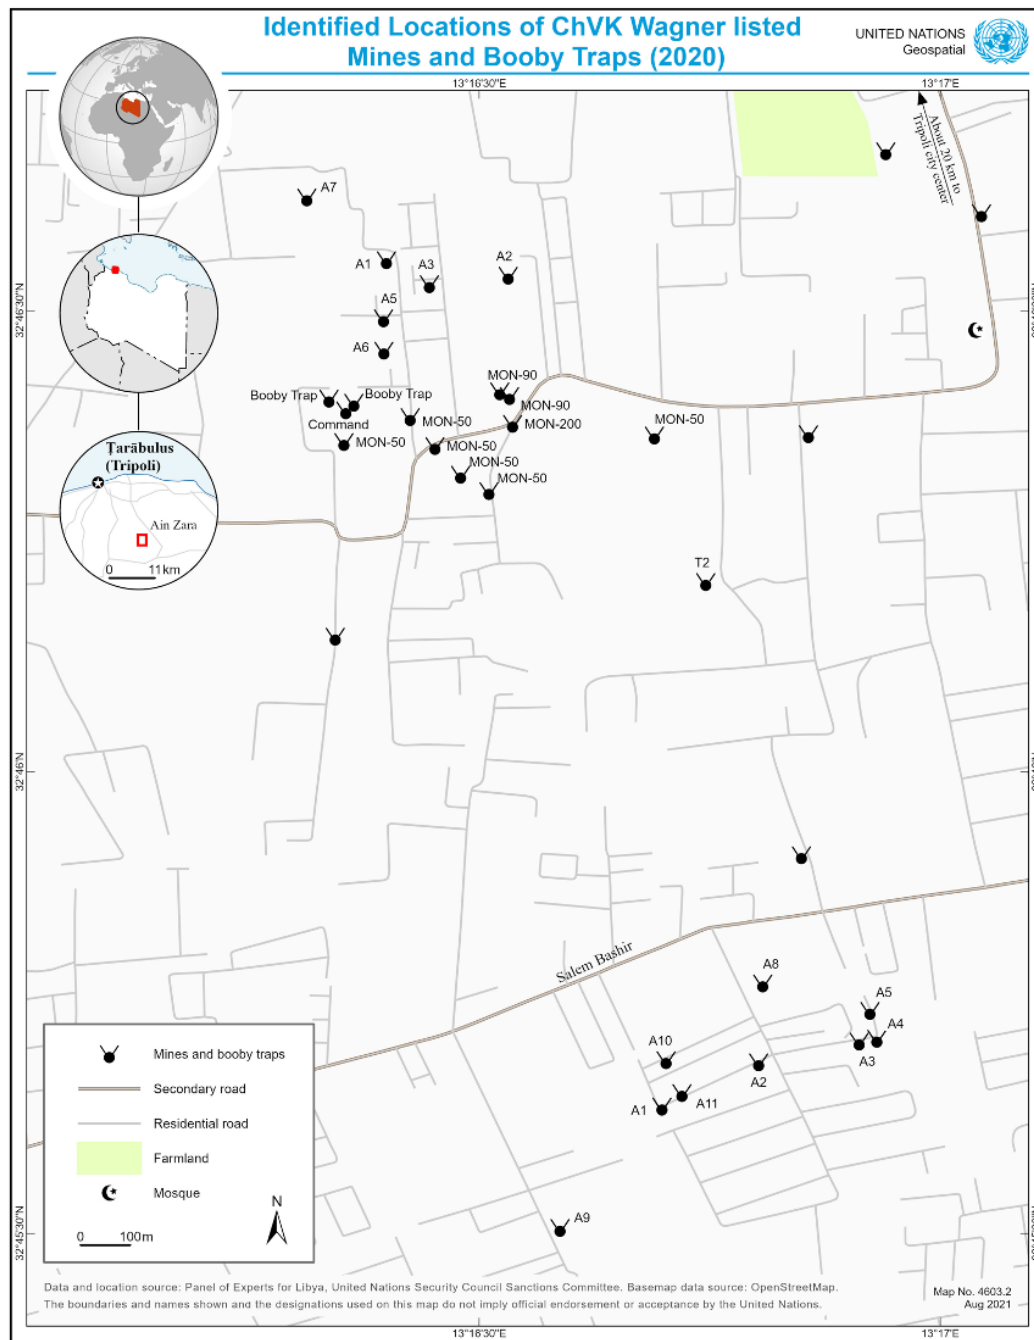 Identified Locations of ChVK Wagner listed
Mines and Booby Traps (2020)
UNITED NATIONS
Geospatial
13°16'30"E
13°17'E
About 20 km to
Tripoli city center
A7
A1
A3
A2
32°46'30"N
A5
A6
MON-90
Booby Trap
Booby Trap
MON-90
Command
MON-50
MON-200
MON-50
MON-50
MON-50
MON-50
MON-50
Ṭarābulus
(Tripoli)
Ain Zara
0 11km
T2
32°46'N
Salem Bashir
A8
A5
A4
A10
A3
A2
A1
A11
A9
Mines and booby traps
Secondary road
Residential road
Farmland
Mosque
N
0 100m
32°45'30"N
Data and location source: Panel of Experts for Libya, United Nations Security Council Sanctions Committee. Basemap data source: OpenStreetMap.
The boundaries and names shown and the designations used on this map do not imply official endorsement or acceptance by the United Nations.
Map No. 4603.2
Aug 2021
13°16'30"E
13°17'E